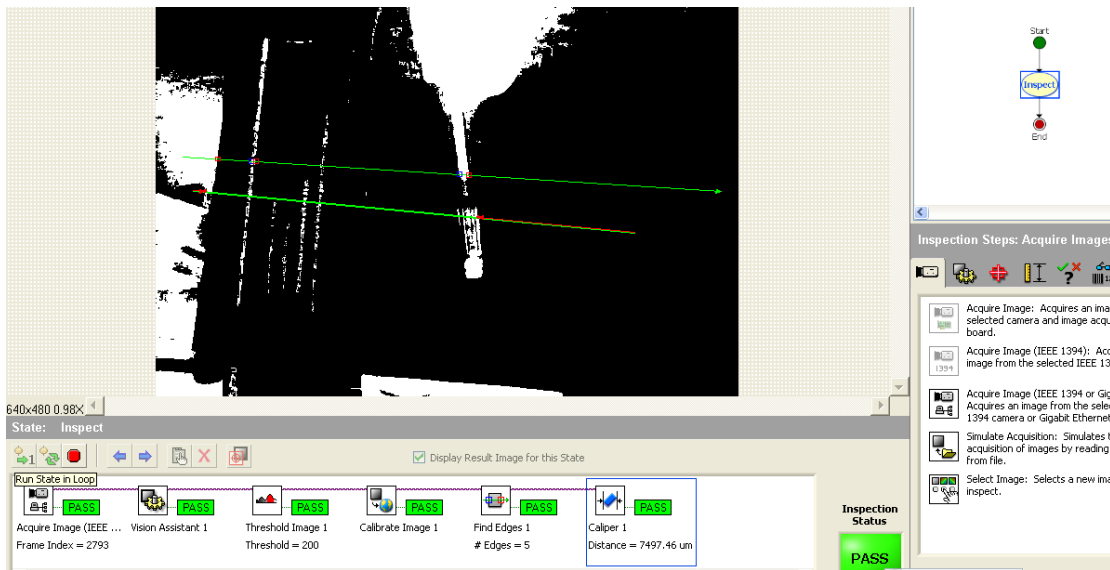 Start
Inspect
End
Inspection Steps: Acquire Images
Acquire Image: Acquires an ima
selected camera and image acqu
board.
1394
Acquire Image (IEEE 1394): Acq
image from the selected IEEE 13
Acquire Image (IEEE 1394 or Gig
Acquires an image from the selec
1394 camera or Gigabit Ethernet
Simulate Acquisition: Simulates t
acquisition of images by reading
from file.
Select Image: Selects a new ima
inspect.
640x480 0.98X
State: Inspect
1
Display Result Image for this State
Run State in Loop
PASS PASS PASS PASS PASS PASS
Acquire Image (IEEE ... Vision Assistant 1 Threshold Image 1 Calibrate Image 1 Find Edges 1 Caliper 1
Frame Index = 2793 Threshold = 200 # Edges = 5 Distance = 7497.46 um
Inspection
Status
PASS